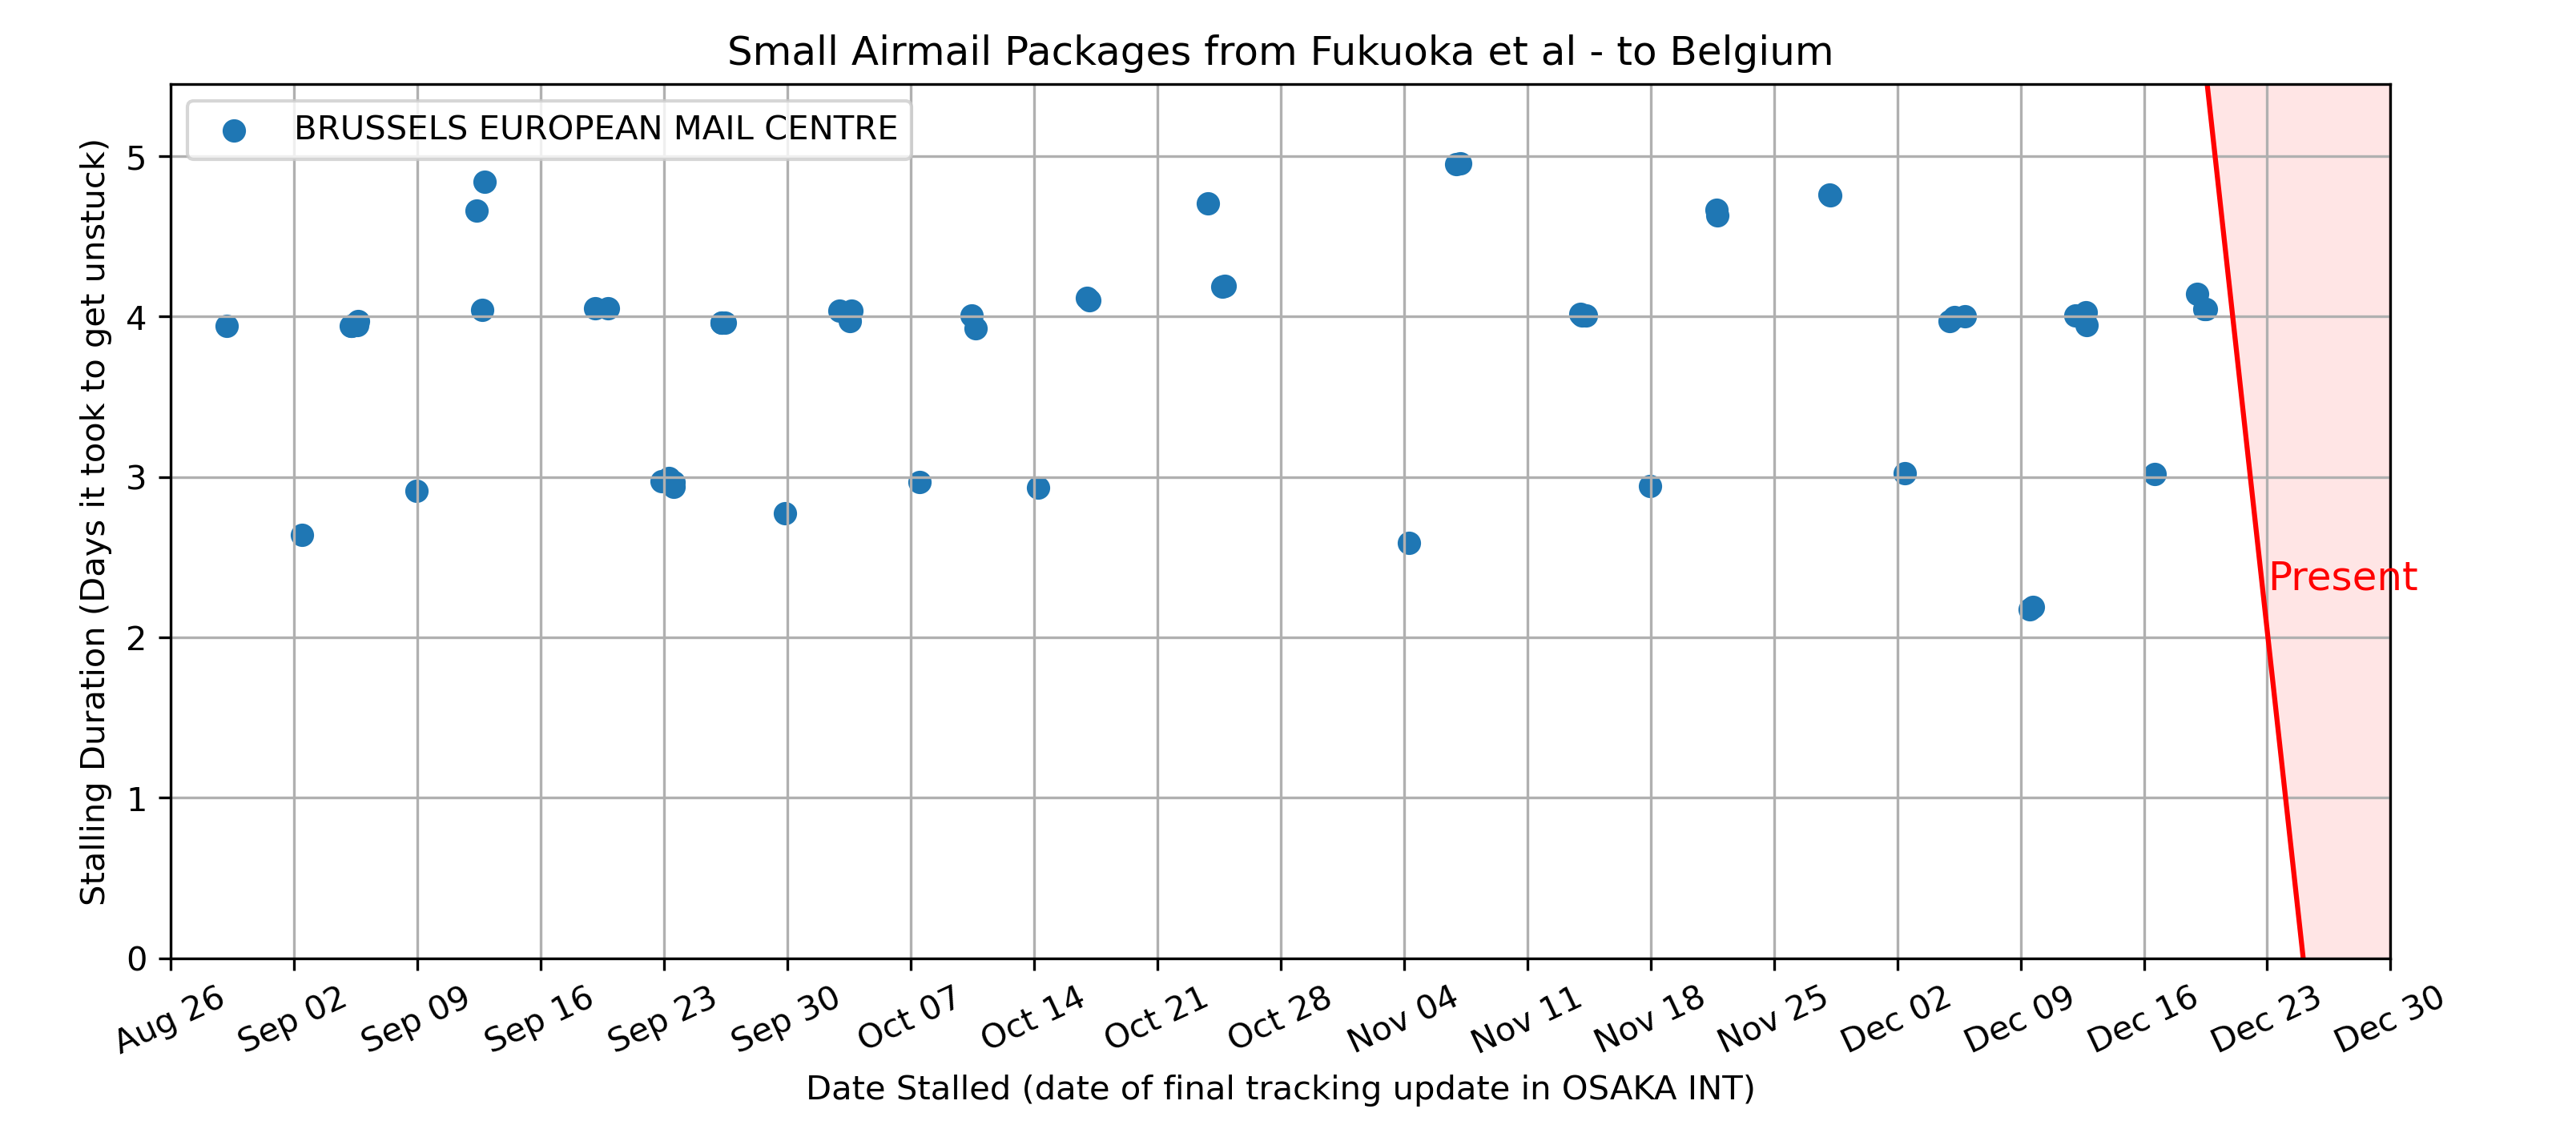 Small Airmail Packages from Fukuoka et al - to Belgium
BRUSSELS EUROPEAN MAIL CENTRE
Stalling Duration (Days it took to get unstuck)
5
4
3
2
1
0
Present
Aug 26
Sep 02
Sep 09
Sep 16
Sep 23
Sep 30
Oct 07
Oct 14
Oct 21
Oct 28
Nov 04
Nov 11
Nov 18
Nov 25
Dec 02
Dec 09
Dec 16
Dec 23
Dec 30
Date Stalled (date of final tracking update in OSAKA INT)